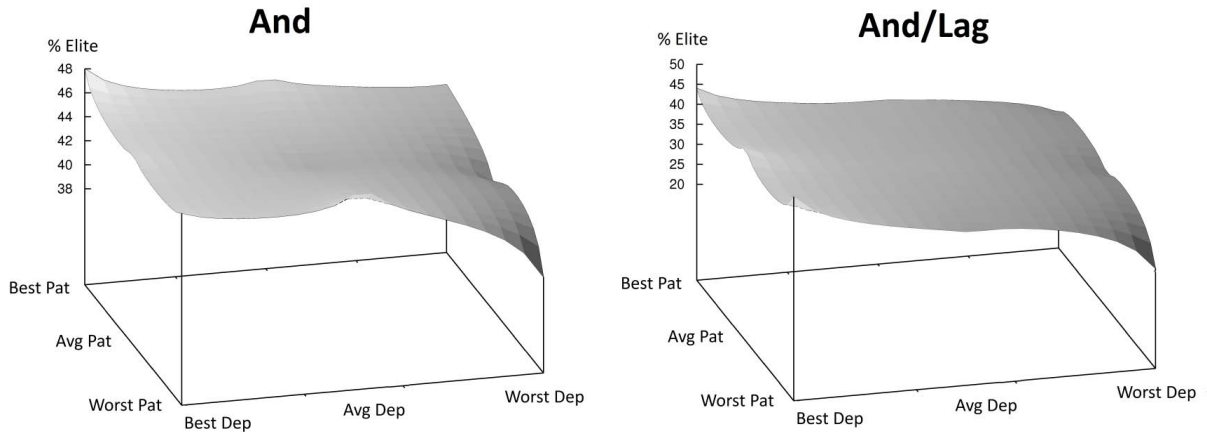 And
% Elite
48
46
44
42
40
38
Best Pat
Avg Pat
Worst Pat
Best Dep
Avg Dep
Worst Dep
And/Lag
% Elite
50
45
40
35
30
25
20
Best Pat
Avg Pat
Worst Pat
Best Dep
Avg Dep
Worst Dep